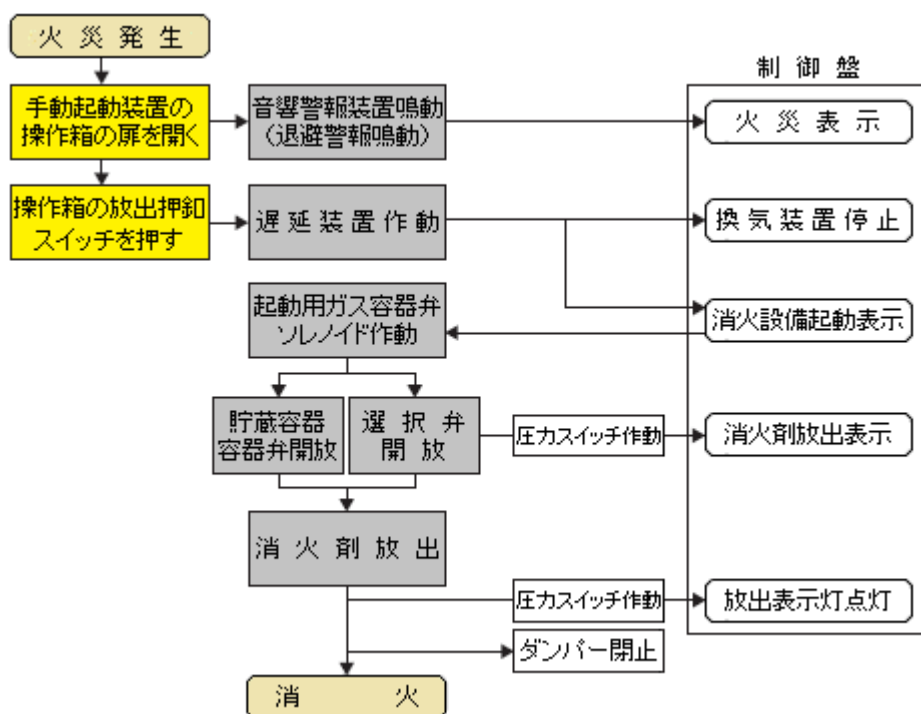 火災発生
制御盤
手動起動装置の
操作箱の扉を開く
音響警報装置鳴動
(退避警報鳴動)
火災表示
操作箱の放出押釦
スイッチを押す
遅延装置作動
換気装置停止
起動用ガス容器弁
ソレノイド作動
消火設備起動表示
貯蔵容器
容器弁開放
選択弁
開放
圧力スイッチ作動
消火剤放出表示
消火剤放出
圧力スイッチ作動
放出表示灯点灯
ダンパー閉止
消火